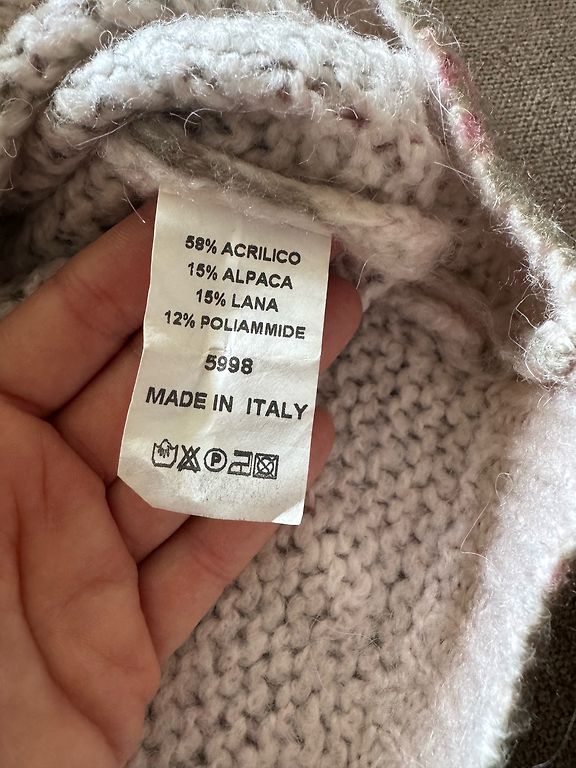 58% ACRILICO
15% ALPACA
15% LANA
12% POLIAMMIDE
5998
MADE IN ITALY
P